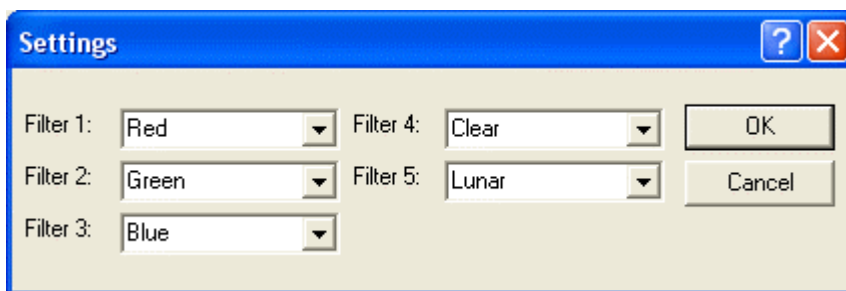 Settings
?
Filter 1: Red Filter 4: Clear OK
Filter 2: Green Filter 5: Lunar Cancel
Filter 3: Blue